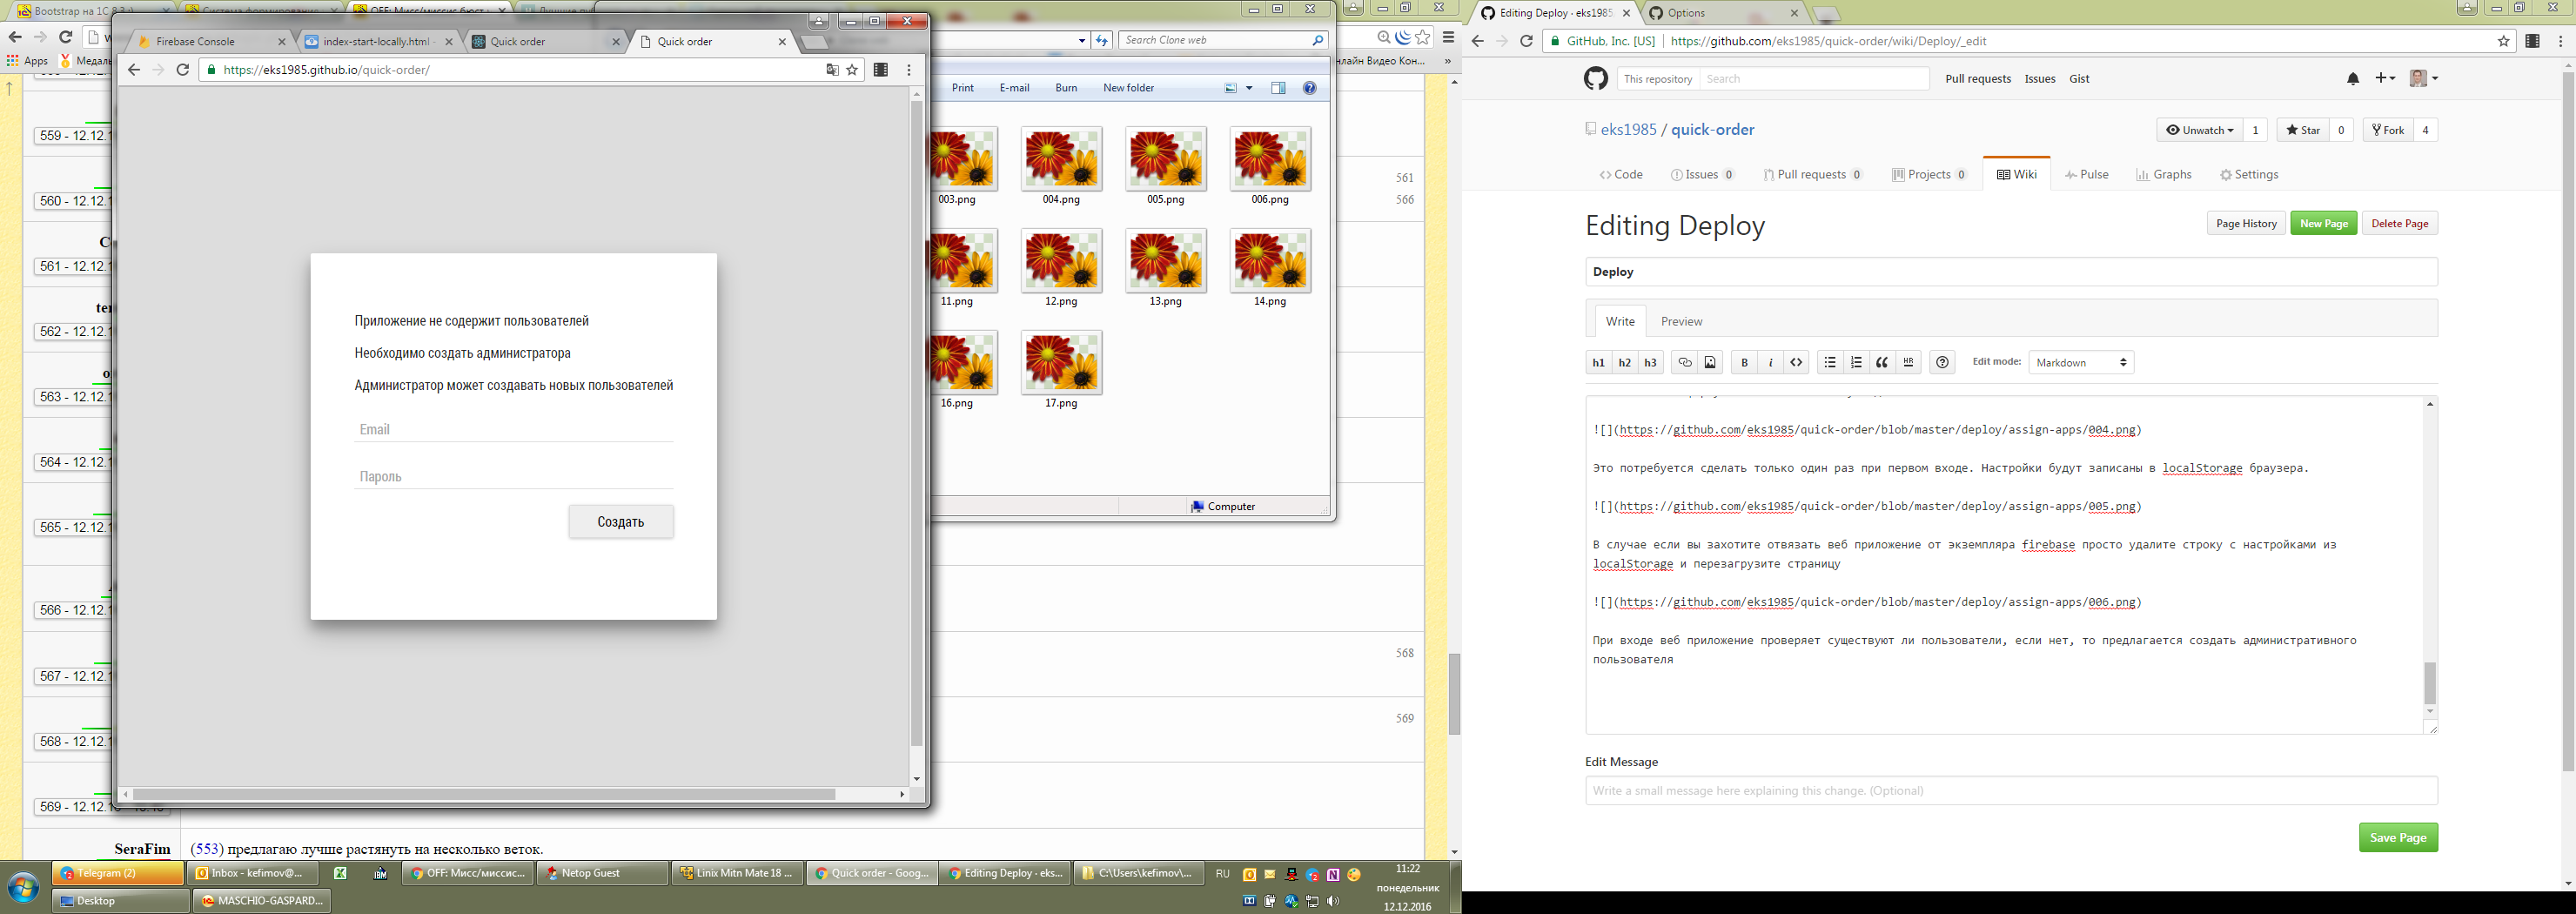 Bootstrap на 1С 8.3 :)
Система формирования
OFF: Мисс/миссис бюст
Лучшие
Apps
Медаль
559 - 12.12.1
560 - 12.12.1
561 - 12.12.1
562 - 12.12.1
563 - 12.12.1
564 - 12.12.1
565 - 12.12.1
566 - 12.12.1
567 - 12.12.1
568 - 12.12.1
569 - 12.12.1
SeraFim
(553) предлагаю лучше растянуть на несколько веток.
Firebase Console
index-start-locally.html -
Quick order
Quick order
https://eks1985.github.io/quick-order/
Приложение не содержит пользователей
Необходимо создать администратора
Администратор может создавать новых пользователей
Email
Пароль
Создать
Search Clone web
Print
E-mail
Burn
New folder
003.png
004.png
005.png
006.png
11.png
12.png
13.png
14.png
16.png
17.png
Computer
нлайн Видео Кон...
»
561
566
568
569
Editing Deploy · eks1985
Options
GitHub, Inc. [US]
https://github.com/eks1985/quick-order/wiki/Deploy/_edit
This repository
Search
Pull requests
Issues
Gist
eks1985 / quick-order
Unwatch
1
Star
0
Fork
4
Code
Issues 0
Pull requests 0
Projects 0
Wiki
Pulse
Graphs
Settings
Editing Deploy
Page History
New Page
Delete Page
Deploy
Write
Preview
h1
h2
h3
B
i
HR
Edit mode:
Markdown
![](https://github.com/eks1985/quick-order/blob/master/deploy/assign-apps/004.png)
Это потребуется сделать только один раз при первом входе. Настройки будут записаны в localStorage браузера.
![](https://github.com/eks1985/quick-order/blob/master/deploy/assign-apps/005.png)
В случае если вы захотите отвязать веб приложение от экземпляра firebase просто удалите строку с настройками из
localStorage и перезагрузите страницу
![](https://github.com/eks1985/quick-order/blob/master/deploy/assign-apps/006.png)
При входе веб приложение проверяет существуют ли пользователи, если нет, то предлагается создать административного
пользователя
Edit Message
Write a small message here explaining this change. (Optional)
Save Page
Telegram (2)
Inbox - kefimov@...
OFF: Мисс/миссис...
Netop Guest
Linix Mitn Mate 18 ...
Quick order - Goog...
Editing Deploy · eks...
C:\Users\kefimov\...
Desktop
MASCHIO-GASPARD...
RU
11:22
понедельник
12.12.2016